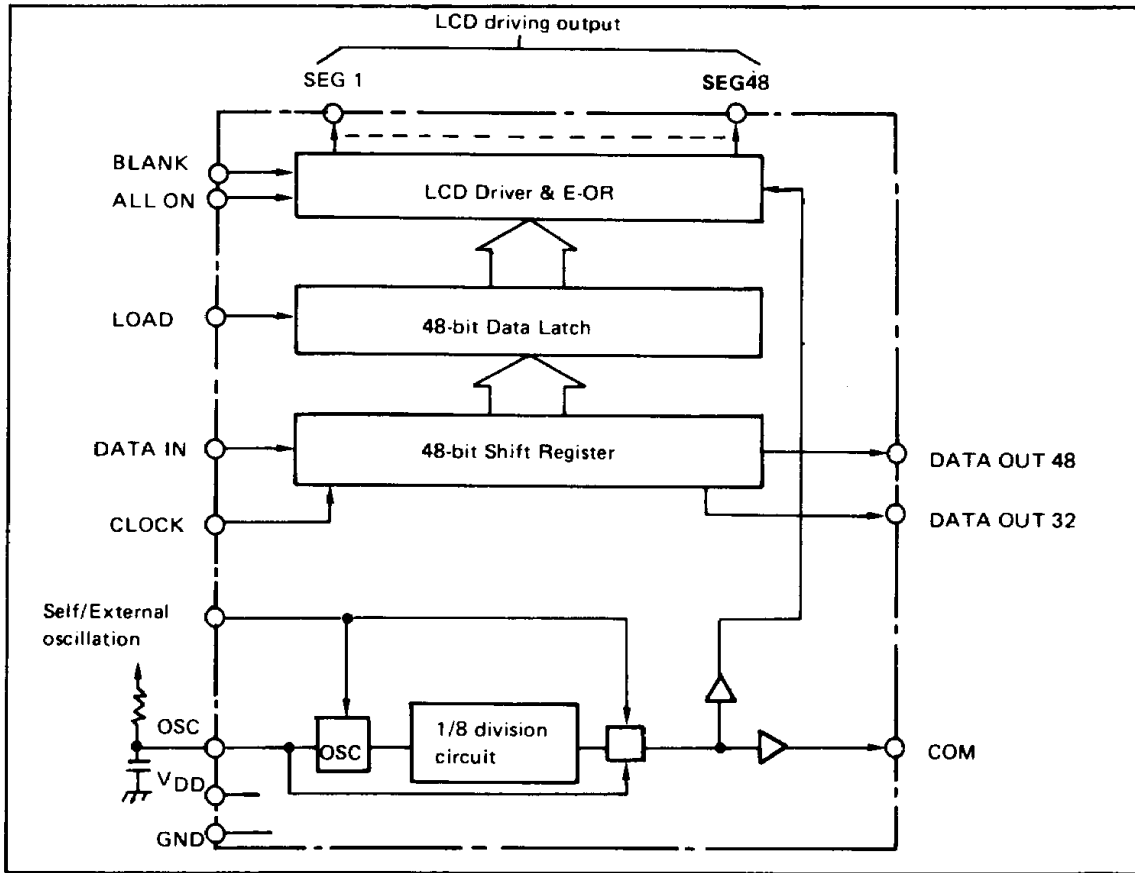 LCD driving output
SEG 1
SEG48
BLANK
ALL ON
LCD Driver & E-OR
LOAD
48-bit Data Latch
DATA IN
48-bit Shift Register
DATA OUT 48
CLOCK
DATA OUT 32
Self/External
oscillation
OSC
OSC
1/8 division
circuit
COM
VDD
GND